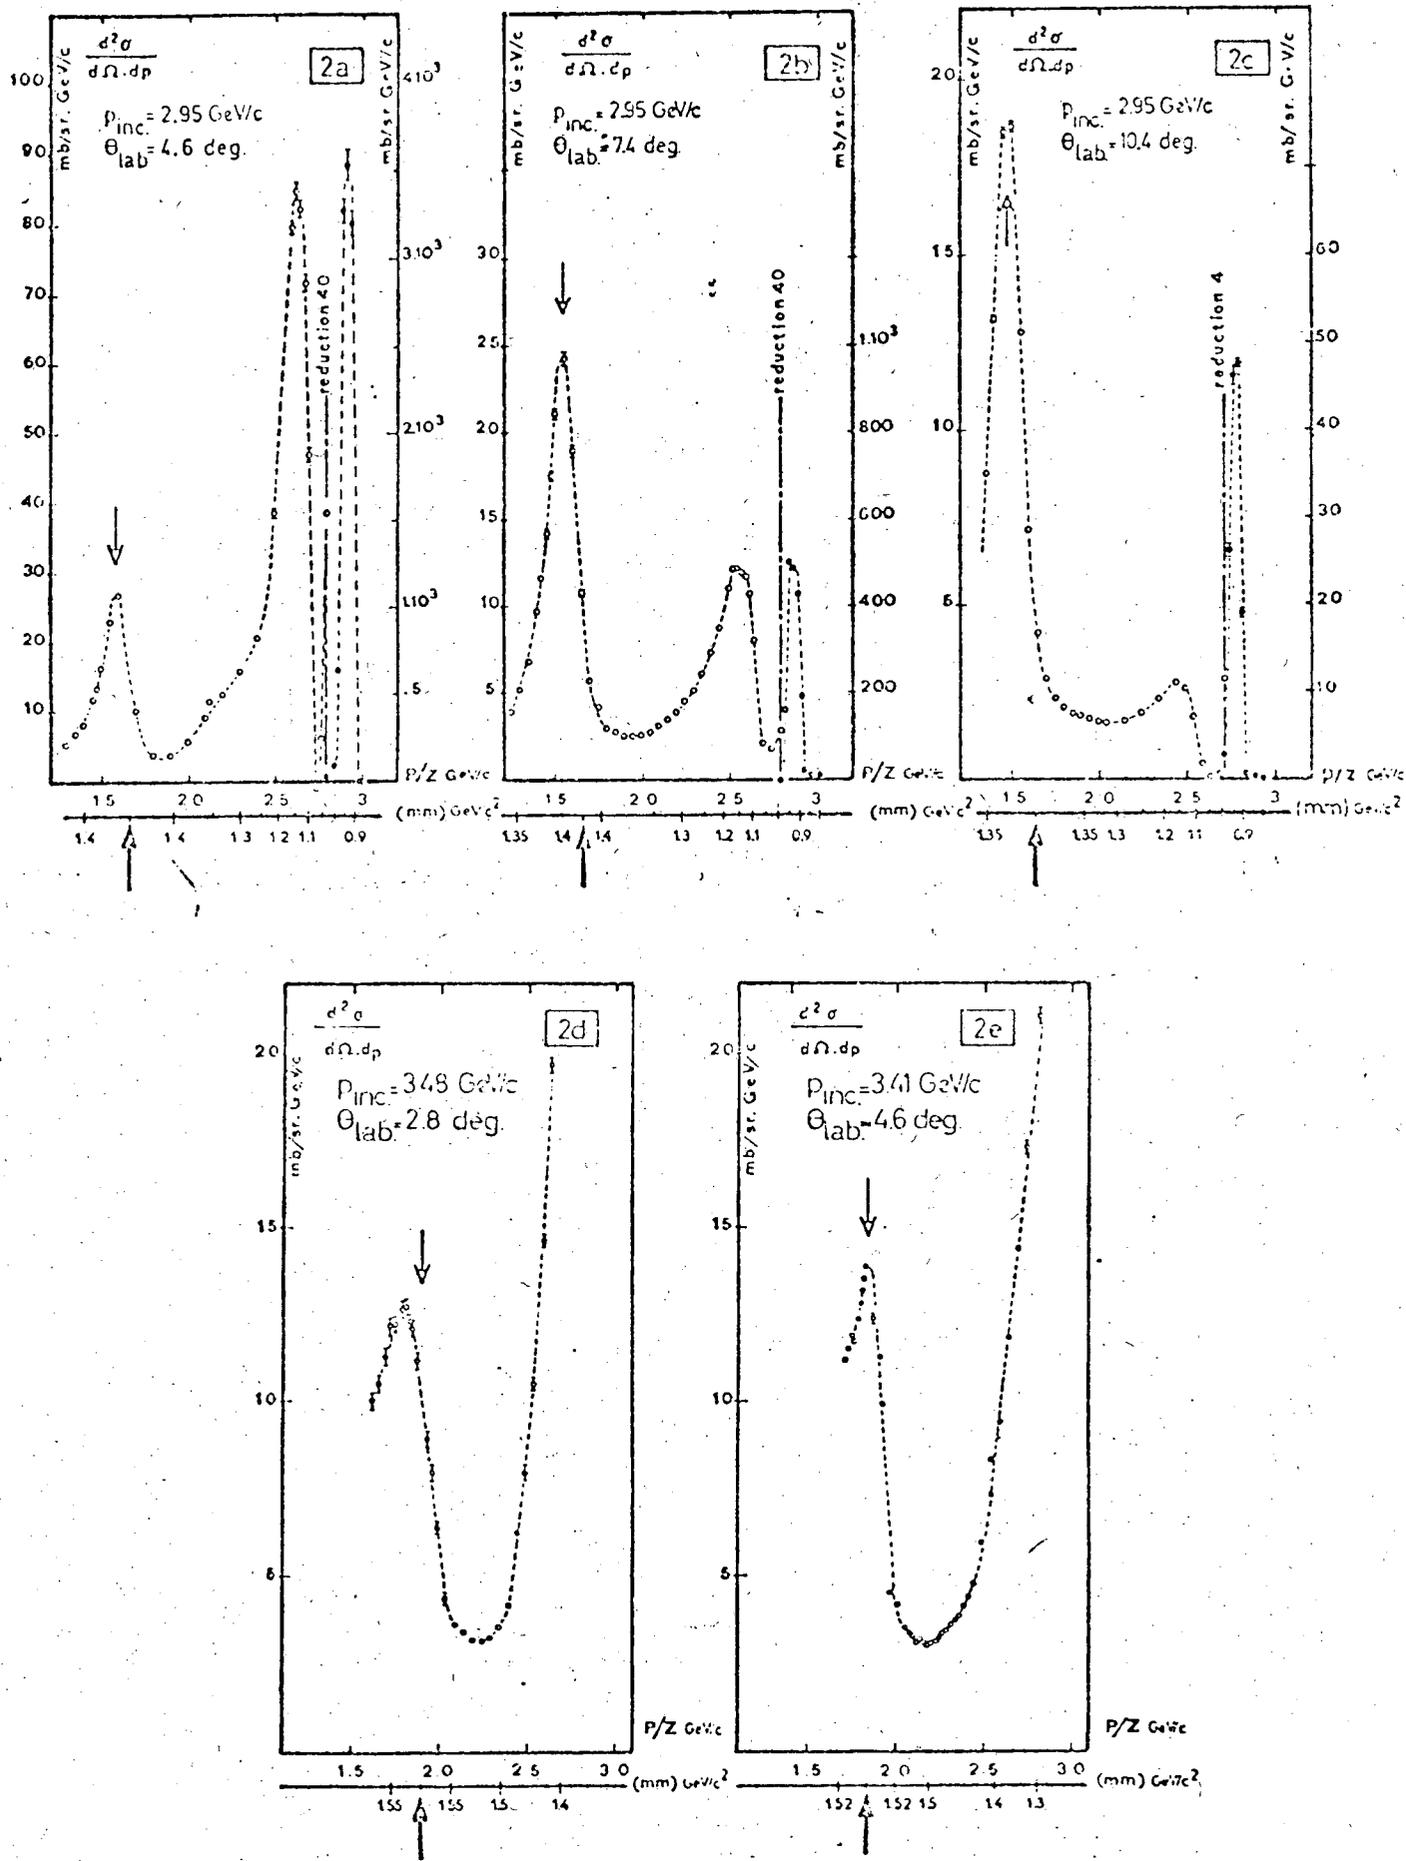 d²σ
dΩ.dp
2a
mb/sr. GeV/c
mb/sr. GeV/c
4.10³
100
90
80
70
60
50
40
30
20
10
3.10³
2.10³
1.10³
.5
Pinc.=2.95 GeV/c
θlab=4.6 deg.
reduction 40
P/Z GeV/c
1.5 2.0 2.5 3
(mm) GeV/c²
1.4 1.4 1.3 1.2 1.1 0.9
d²σ
dΩ.dp
2b
mb/sr. GeV/c
mb/sr. GeV/c
Pinc.=2.95 GeV/c
θlab.=7.4 deg.
30
25
20
15
10
5
1.10³
800
600
400
200
reduction 40
P/Z GeV/c
1.5 2.0 2.5 3
(mm) GeV/c²
1.35 1.4 1.4 1.3 1.2 1.1 0.9
d²σ
dΩ.dp
2c
mb/sr. GeV/c
mb/sr. GeV/c
Pinc.=2.95 GeV/c
θlab.=10.4 deg.
20
15
10
5
60
50
40
30
20
10
reduction 4
P/Z GeV/c
1.5 2.0 2.5 3
(mm) GeV/c²
1.35 1.35 1.3 1.2 1.1 0.9
d²σ
dΩ.dp
2d
mb/sr. GeV/c
Pinc.=3.48 GeV/c
θlab.=2.8 deg.
20
15
10
5
P/Z GeV/c
1.5 2.0 2.5 3.0
(mm) GeV/c²
1.55 1.55 1.5 1.4
d²σ
dΩ.dp
2e
mb/sr. GeV/c
Pinc.=3.41 GeV/c
θlab.=4.6 deg.
20
15
10
5
P/Z GeV/c
1.5 2.0 2.5 3.0
(mm) GeV/c²
1.52 1.52 1.5 1.4 1.3